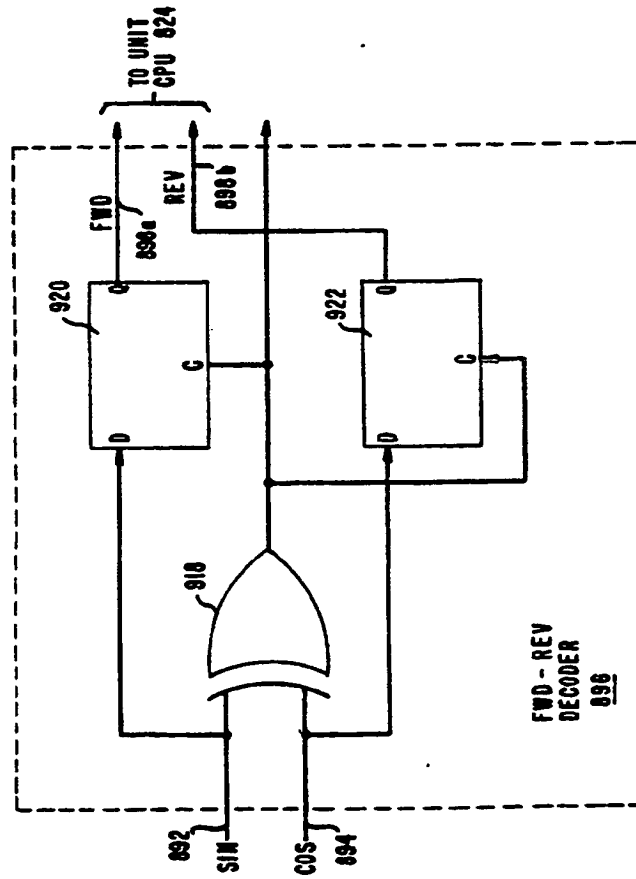 TO UNIT
CPU 824
FWD
898a
REV
898b
920
D
Q
C
922
D
Q
C
918
892
SIN
COS
894
FWD-REV
DECODER
896